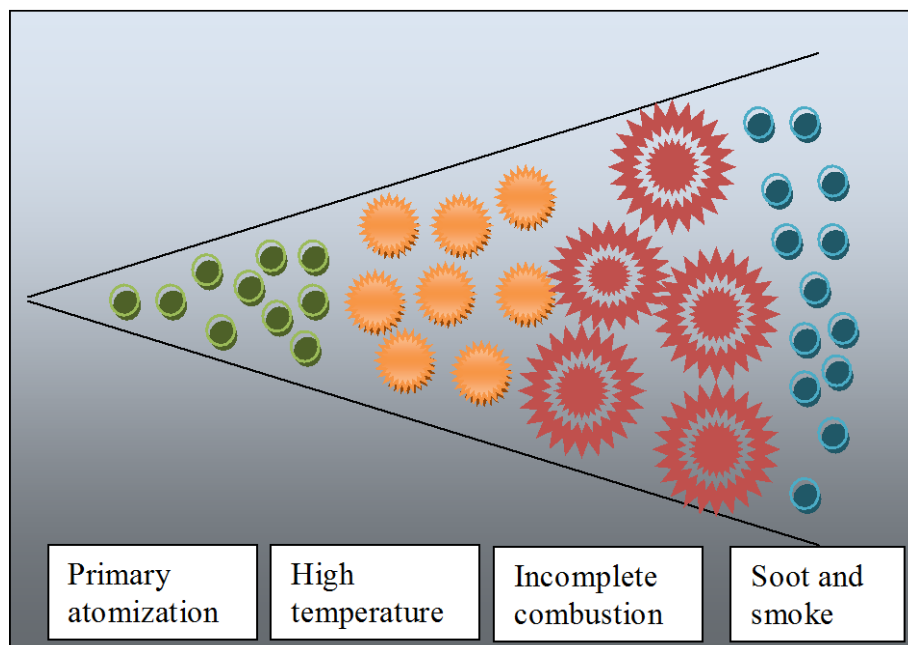 Primary
atomization
High
temperature
Incomplete
combustion
Soot and
smoke